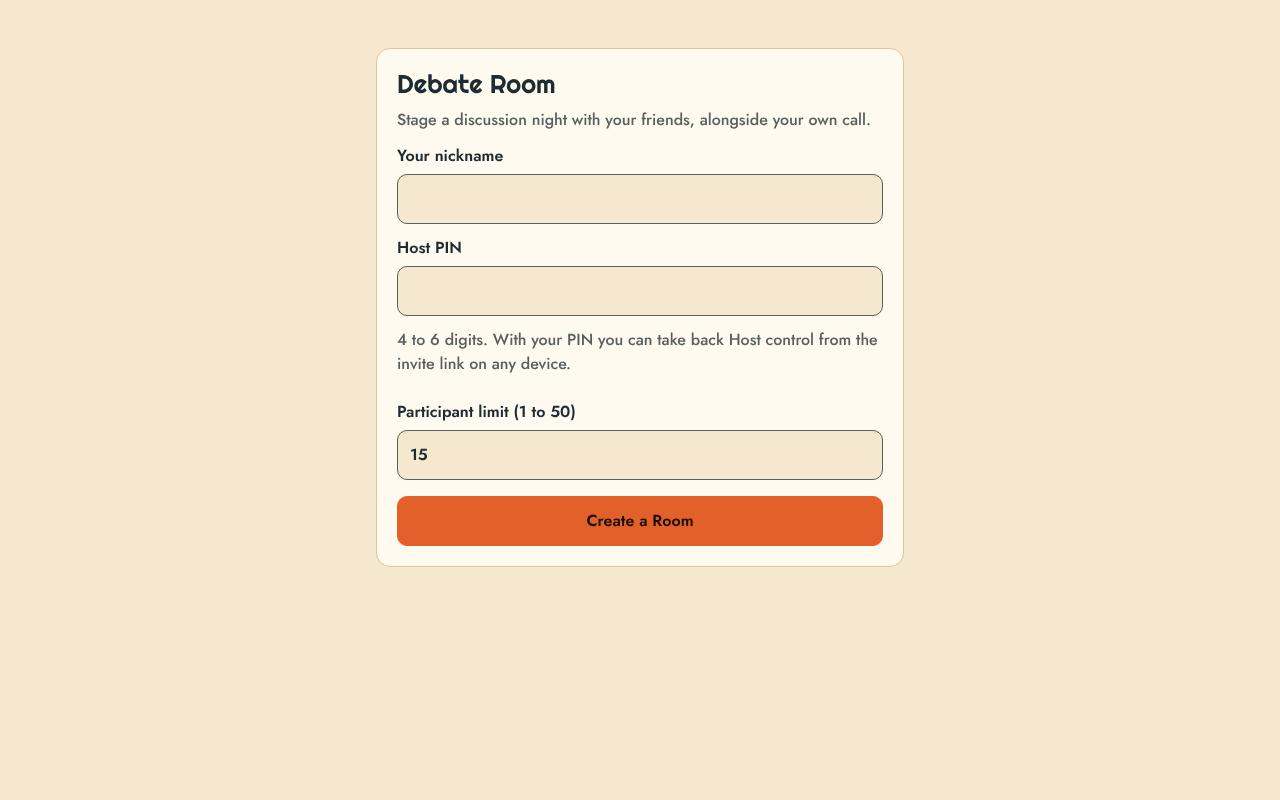 Debate Room
Stage a discussion night with your friends, alongside your own call.
Your nickname
Host PIN
4 to 6 digits. With your PIN you can take back Host control from the
invite link on any device.
Participant limit (1 to 50)
15
Create a Room